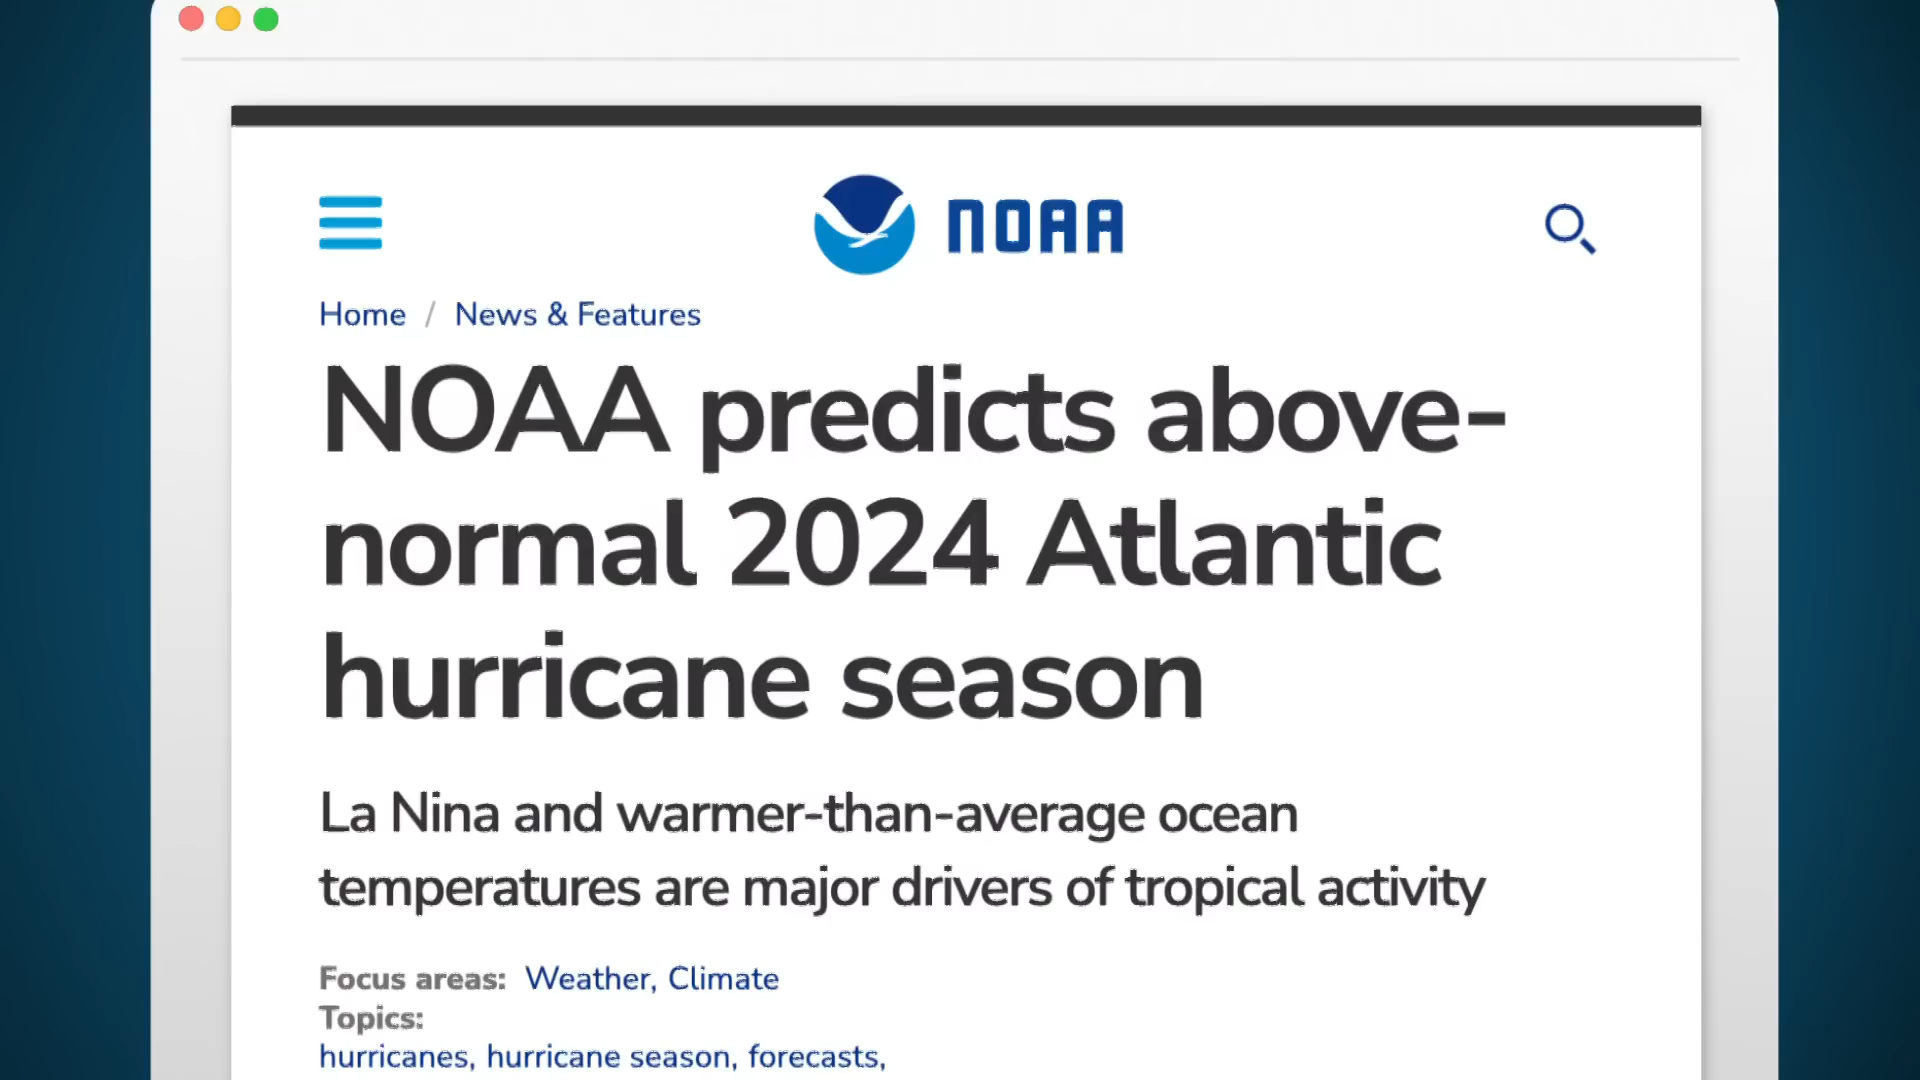 NOAA
Home / News & Features
NOAA predicts above-
normal 2024 Atlantic
hurricane season
La Nina and warmer-than-average ocean
temperatures are major drivers of tropical activity
Focus areas: Weather, Climate
Topics:
hurricanes, hurricane season, forecasts,